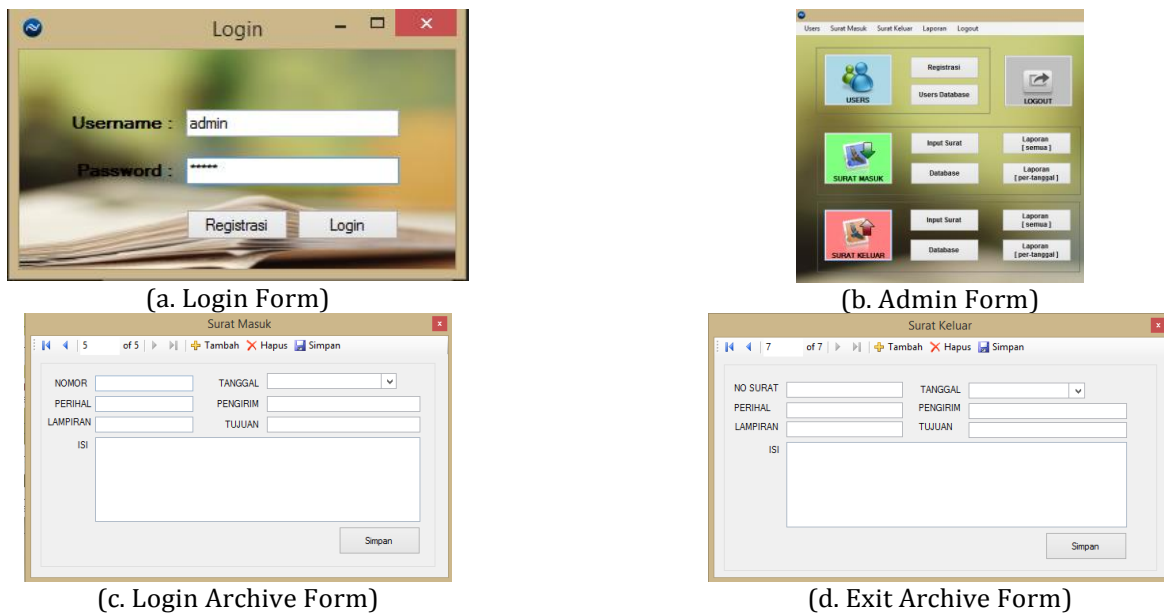 Login
Username : admin
Password : *****
Registrasi Login
(a. Login Form)
Users Surat Masuk Surat Keluar Laporan Logout
USERS
Registrasi
Users Database
LOGOUT
SURAT MASUK
Input Surat
Database
Laporan
[ semua ]
Laporan
[ per-tanggal ]
SURAT KELUAR
Input Surat
Database
Laporan
[ semua ]
Laporan
[ per-tanggal ]
(b. Admin Form)
Surat Masuk
5 of 5 Tambah Hapus Simpan
NOMOR TANGGAL
PERIHAL PENGIRIM
LAMPIRAN TUJUAN
ISI
Simpan
(c. Login Archive Form)
Surat Keluar
7 of 7 Tambah Hapus Simpan
NO SURAT TANGGAL
PERIHAL PENGIRIM
LAMPIRAN TUJUAN
ISI
Simpan
(d. Exit Archive Form)